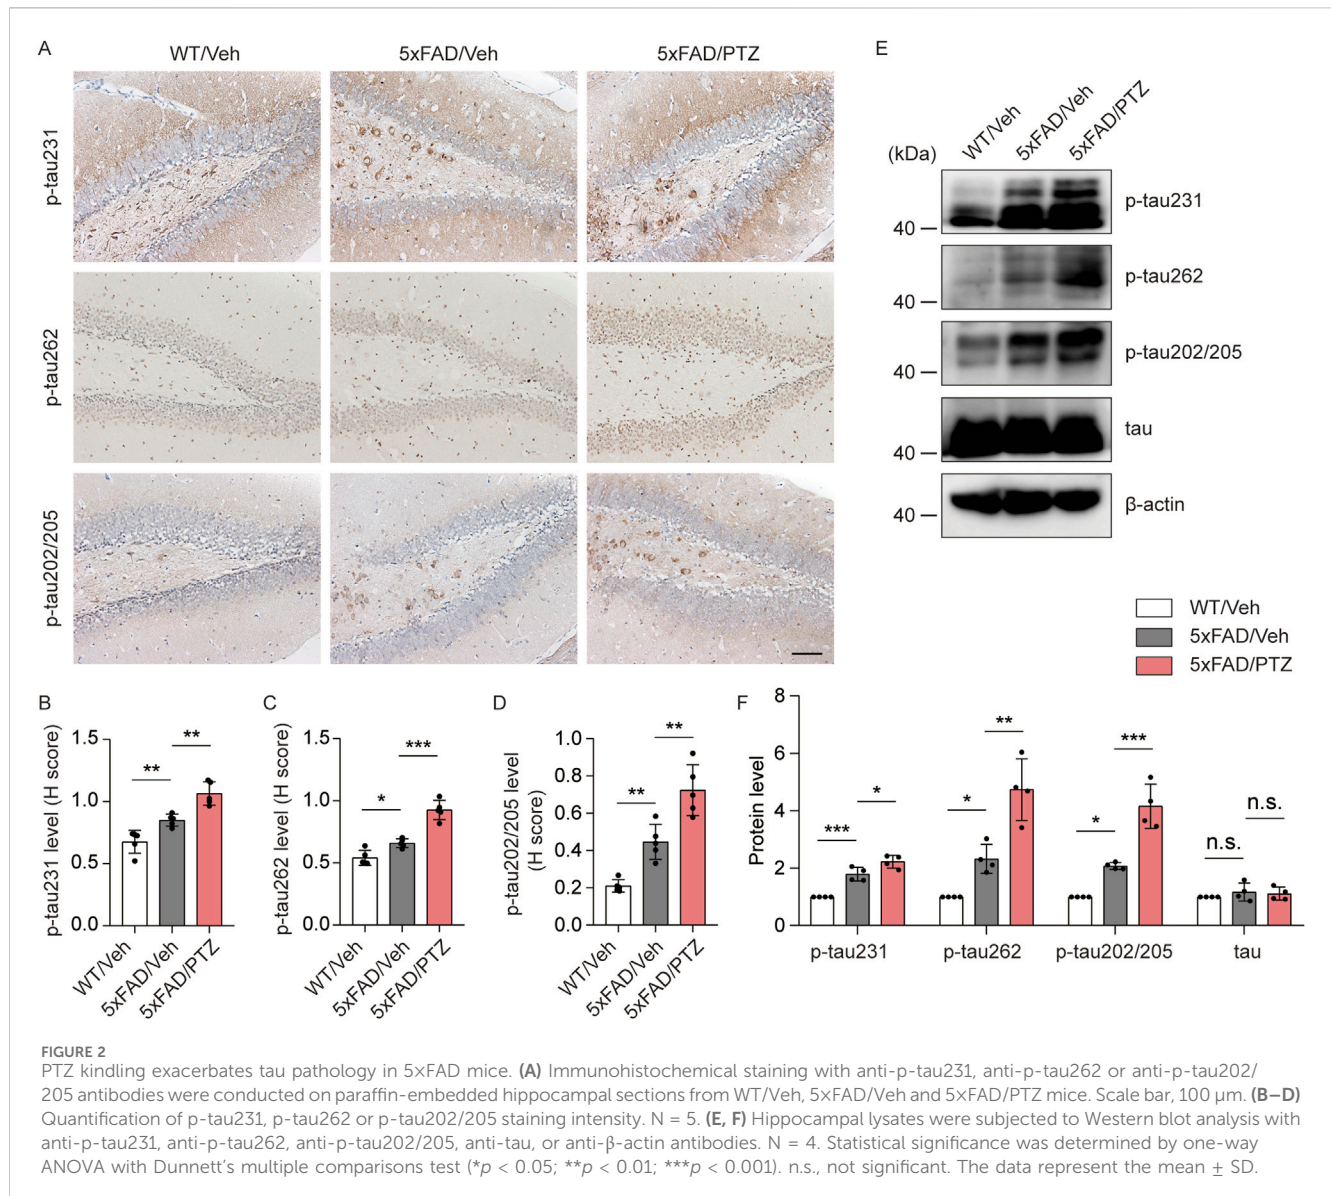 A
WT/Veh
5xFAD/Veh
5xFAD/PTZ
p-tau231
p-tau262
p-tau202/205
E
WT/Veh
5xFAD/Veh
5xFAD/PTZ
(kDa)
p-tau231
40
p-tau262
40
p-tau202/205
40
tau
40
β-actin
40
WT/Veh
5xFAD/Veh
5xFAD/PTZ
B
p-tau231 level (H score)
1.5
1.0
0.5
0.0
**
**
WT/Veh
5xFAD/Veh
5xFAD/PTZ
C
p-tau262 level (H score)
1.5
1.0
0.5
0.0
*
***
WT/Veh
5xFAD/Veh
5xFAD/PTZ
D
p-tau202/205 level
(H score)
1.0
0.8
0.6
0.4
0.2
0.0
**
**
WT/Veh
5xFAD/Veh
5xFAD/PTZ
F
Protein level
8
6
4
2
0
***
*
*
**
*
***
n.s.
n.s.
p-tau231
p-tau262
p-tau202/205
tau
FIGURE 2
PTZ kindling exacerbates tau pathology in 5×FAD mice. (A) Immunohistochemical staining with anti-p-tau231, anti-p-tau262 or anti-p-tau202/
205 antibodies were conducted on paraffin-embedded hippocampal sections from WT/Veh, 5xFAD/Veh and 5xFAD/PTZ mice. Scale bar, 100 μm. (B–D)
Quantification of p-tau231, p-tau262 or p-tau202/205 staining intensity. N = 5. (E, F) Hippocampal lysates were subjected to Western blot analysis with
anti-p-tau231, anti-p-tau262, anti-p-tau202/205, anti-tau, or anti-β-actin antibodies. N = 4. Statistical significance was determined by one-way
ANOVA with Dunnett's multiple comparisons test (*p < 0.05; **p < 0.01; ***p < 0.001). n.s., not significant. The data represent the mean ± SD.